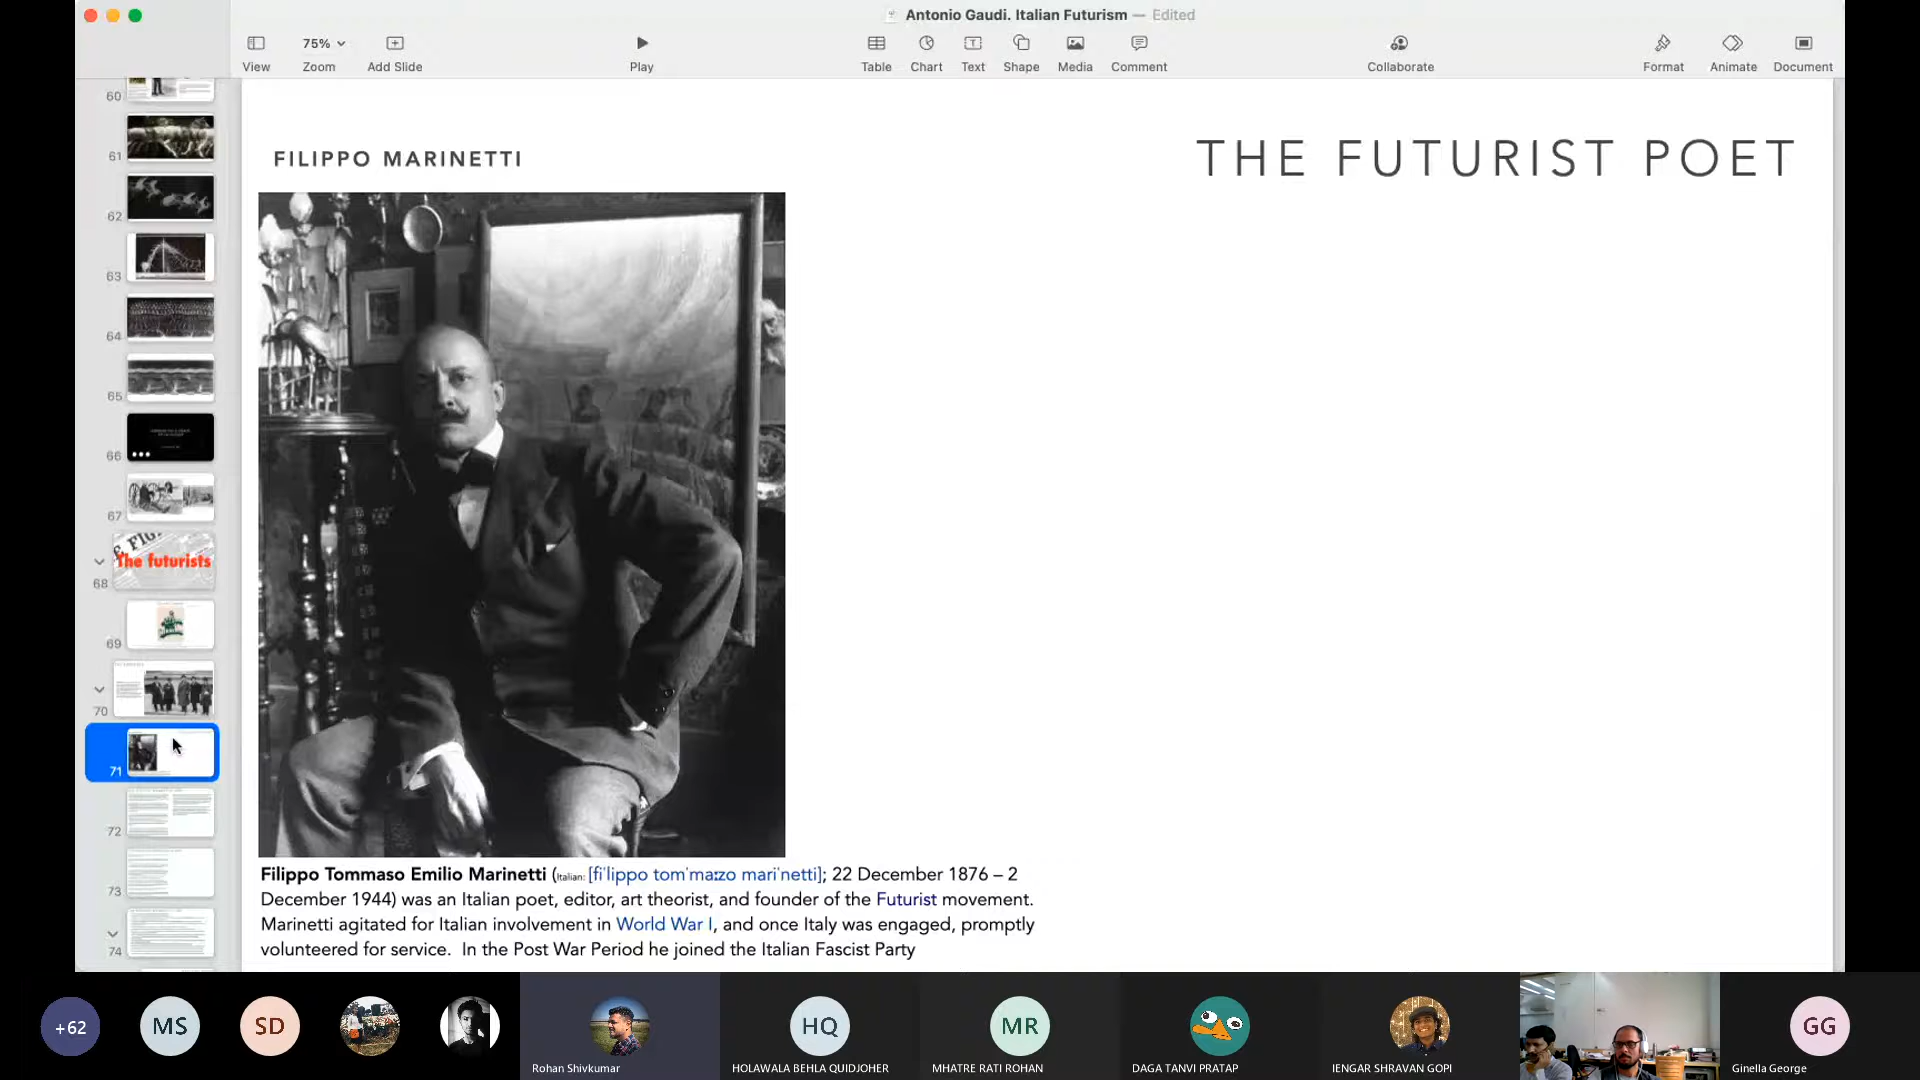 Antonio Gaudi. Italian Futurism — Edited
View
75%
Zoom
Add Slide
Play
Table
Chart
Text
Shape
Media
Comment
Collaborate
Format
Animate
Document
60
61
62
63
64
65
66
67
68
The futurists
69
70
71
72
73
74
FILIPPO MARINETTI
THE FUTURIST POET
Filippo Tommaso Emilio Marinetti (Italian: [fiˈlippo tomˈmaːzo mariˈnetti]; 22 December 1876 – 2
December 1944) was an Italian poet, editor, art theorist, and founder of the Futurist movement.
Marinetti agitated for Italian involvement in World War I, and once Italy was engaged, promptly
volunteered for service. In the Post War Period he joined the Italian Fascist Party
+62
MS
SD
Rohan Shivkumar
HQ
HOLAWALA BEHLA QUIDJOHER
MR
MHATRE RATI ROHAN
DAGA TANVI PRATAP
IENGAR SHRAVAN GOPI
GG
Ginella George